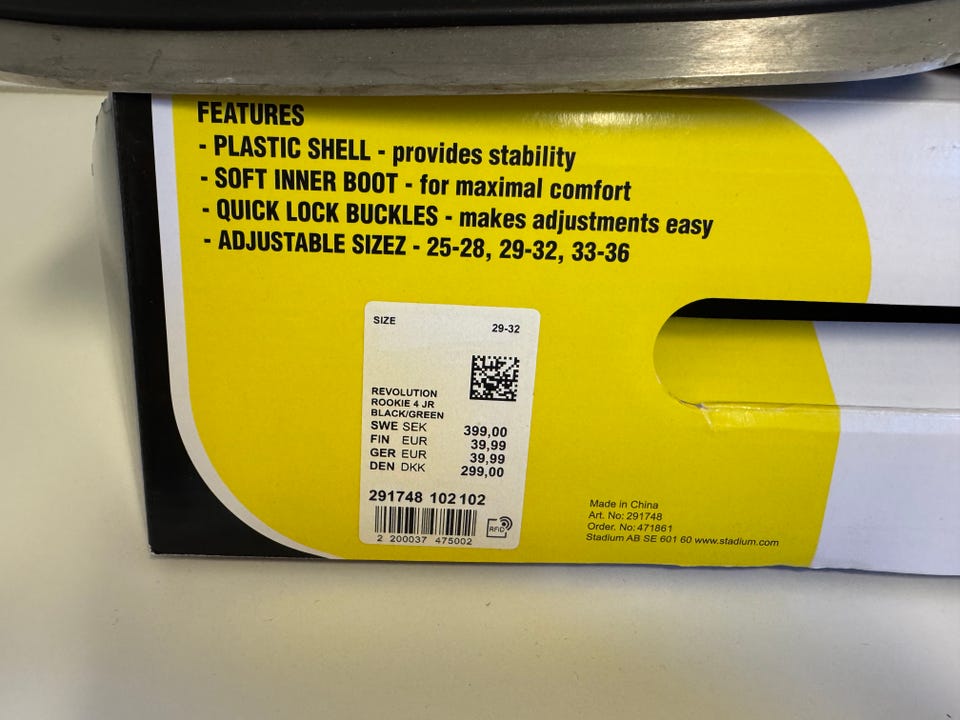 FEATURES
- PLASTIC SHELL - provides stability
- SOFT INNER BOOT - for maximal comfort
- QUICK LOCK BUCKLES - makes adjustments easy
- ADJUSTABLE SIZEZ - 25-28, 29-32, 33-36
SIZE 29-32
REVOLUTION
ROOKIE 4 JR
BLACK/GREEN
SWE SEK 399,00
FIN EUR 39,99
GER EUR 39,99
DEN DKK 299,00
291748 102 102
2 200037 475002
RFID
Made in China
Art. No: 291748
Order. No: 471861
Stadium AB SE 601 60 www.stadium.com